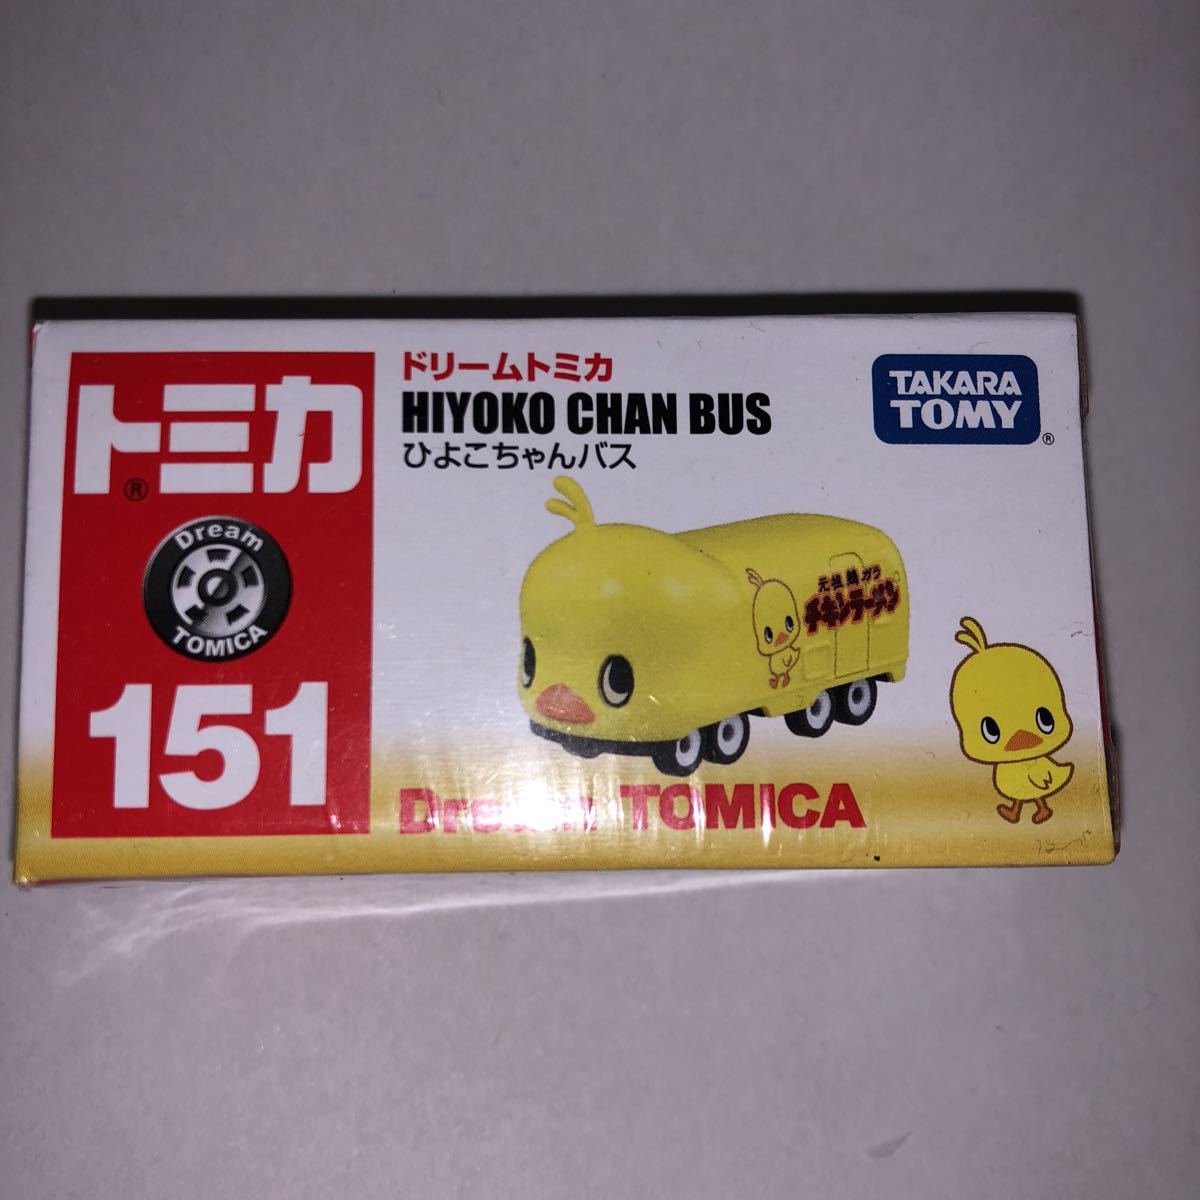 トミカ
®
Dream
TOMICA
151
ドリームトミカ
HIYOKO CHAN BUS
ひよこちゃんバス
TAKARA
TOMY
®
元祖鶏ガラ
チキンラーメン
Dream TOMICA